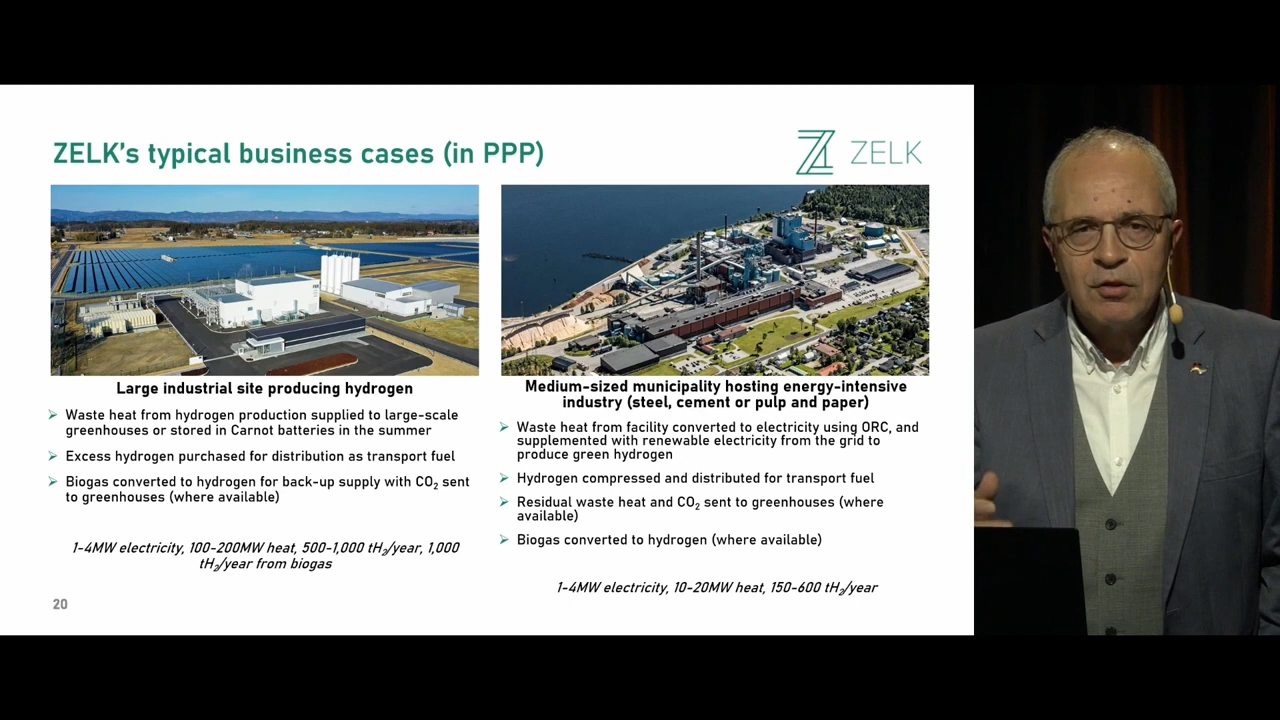 ZELK's typical business cases (in PPP)
ZELK
Large industrial site producing hydrogen
Waste heat from hydrogen production supplied to large-scale
greenhouses or stored in Carnot batteries in the summer
Excess hydrogen purchased for distribution as transport fuel
Biogas converted to hydrogen for back-up supply with CO₂ sent
to greenhouses (where available)
1-4MW electricity, 100-200MW heat, 500-1,000 tH₂/year, 1,000
tH₂/year from biogas
Medium-sized municipality hosting energy-intensive
industry (steel, cement or pulp and paper)
Waste heat from facility converted to electricity using ORC, and
supplemented with renewable electricity from the grid to
produce green hydrogen
Hydrogen compressed and distributed for transport fuel
Residual waste heat and CO₂ sent to greenhouses (where
available)
Biogas converted to hydrogen (where available)
1-4MW electricity, 10-20MW heat, 150-600 tH₂/year
20